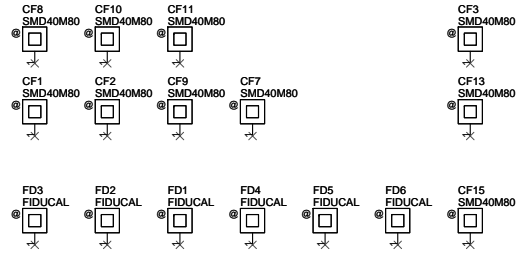 CF8 CF10 CF11 CF3
SMD40M80 SMD40M80 SMD40M80 SMD40M80
@ @ @ @
CF1 CF2 CF9 CF7 CF13
SMD40M80 SMD40M80 SMD40M80 SMD40M80 SMD40M80
@ @ @ @ @
FD3 FD2 FD1 FD4 FD5 FD6 CF15
FIDUCAL FIDUCAL FIDUCAL FIDUCAL FIDUCAL FIDUCAL SMD40M80
@ @ @ @ @ @ @